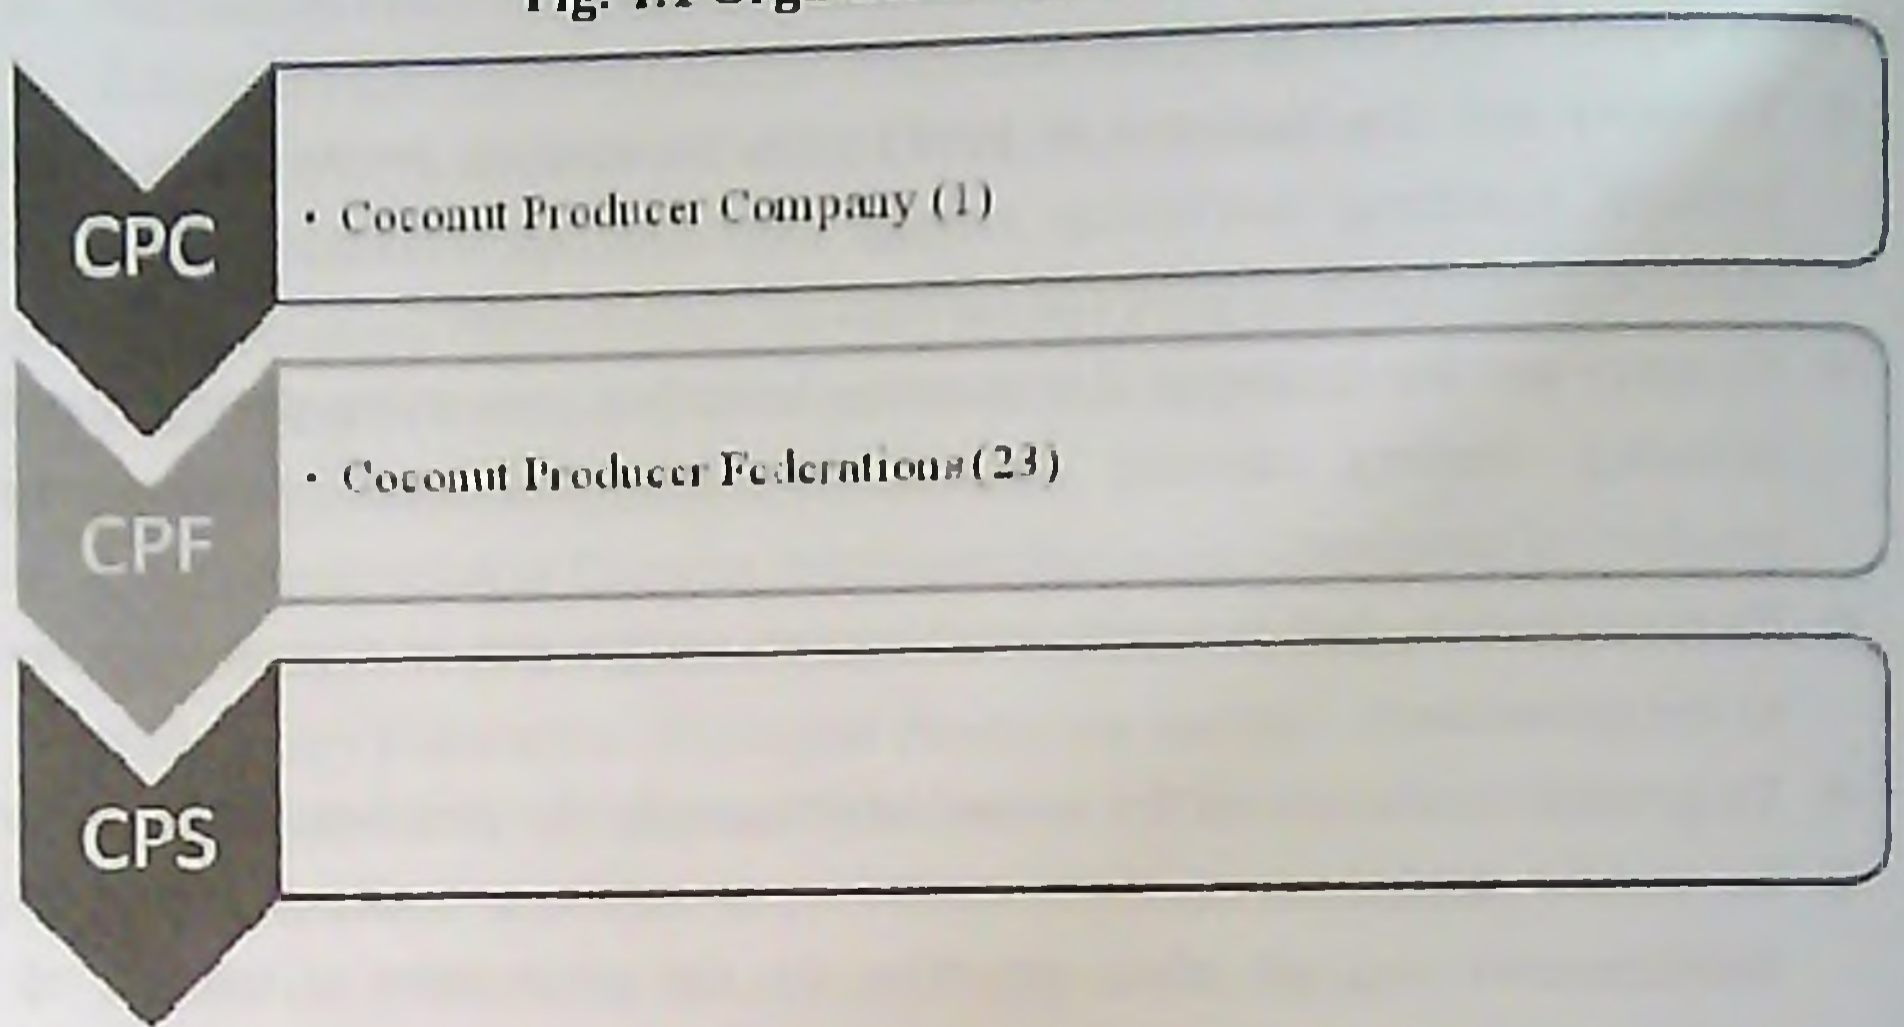 CPC
• Coconut Producer Company (1)
CPF
• Coconut Producer Federations (23)
CPS